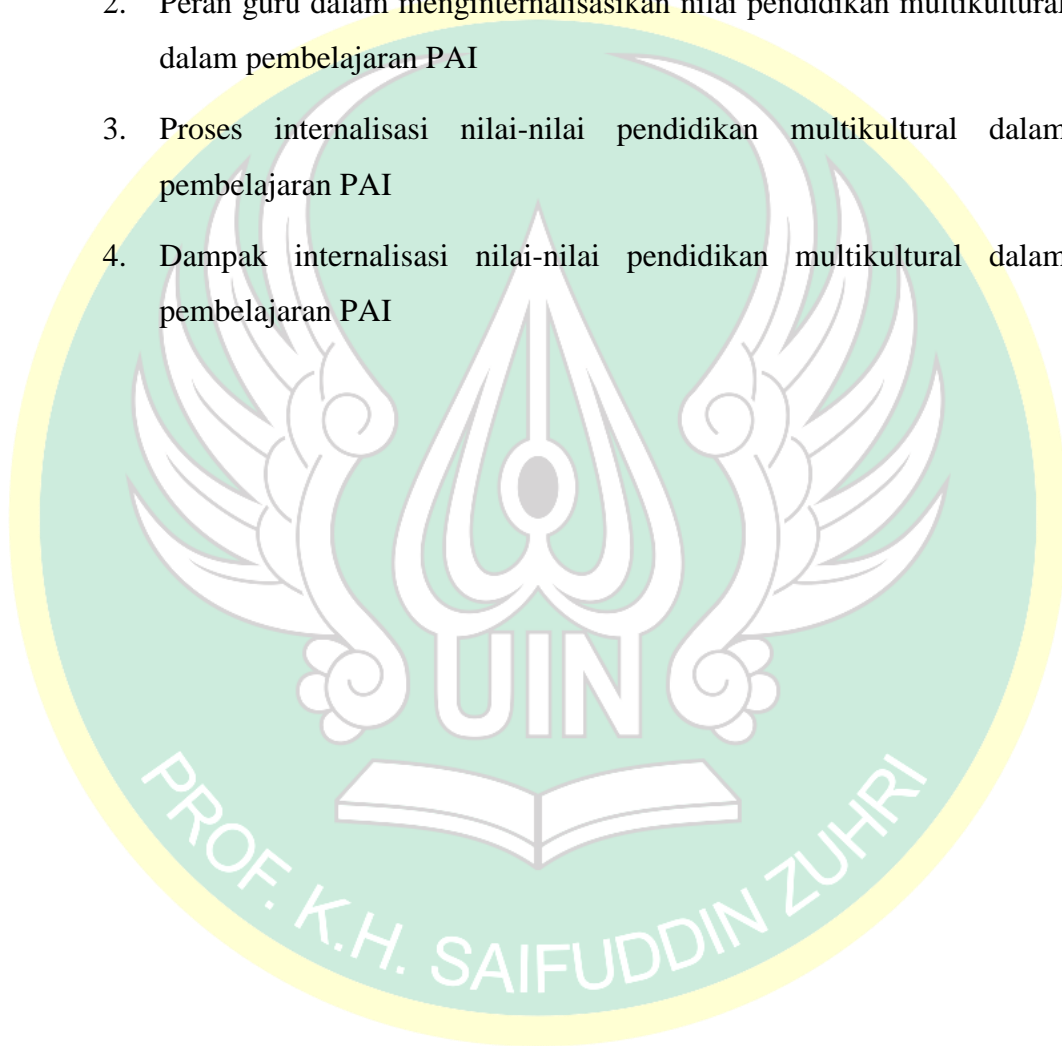 2. Peran guru dalam menginternalisasikan nilai pendidikan multikultural
dalam pembelajaran PAI
3. Proses internalisasi nilai-nilai pendidikan multikultural dalam
pembelajaran PAI
4. Dampak internalisasi nilai-nilai pendidikan multikultural dalam
pembelajaran PAI
UIN
PROF. K.H. SAIFUDDIN ZUHRI